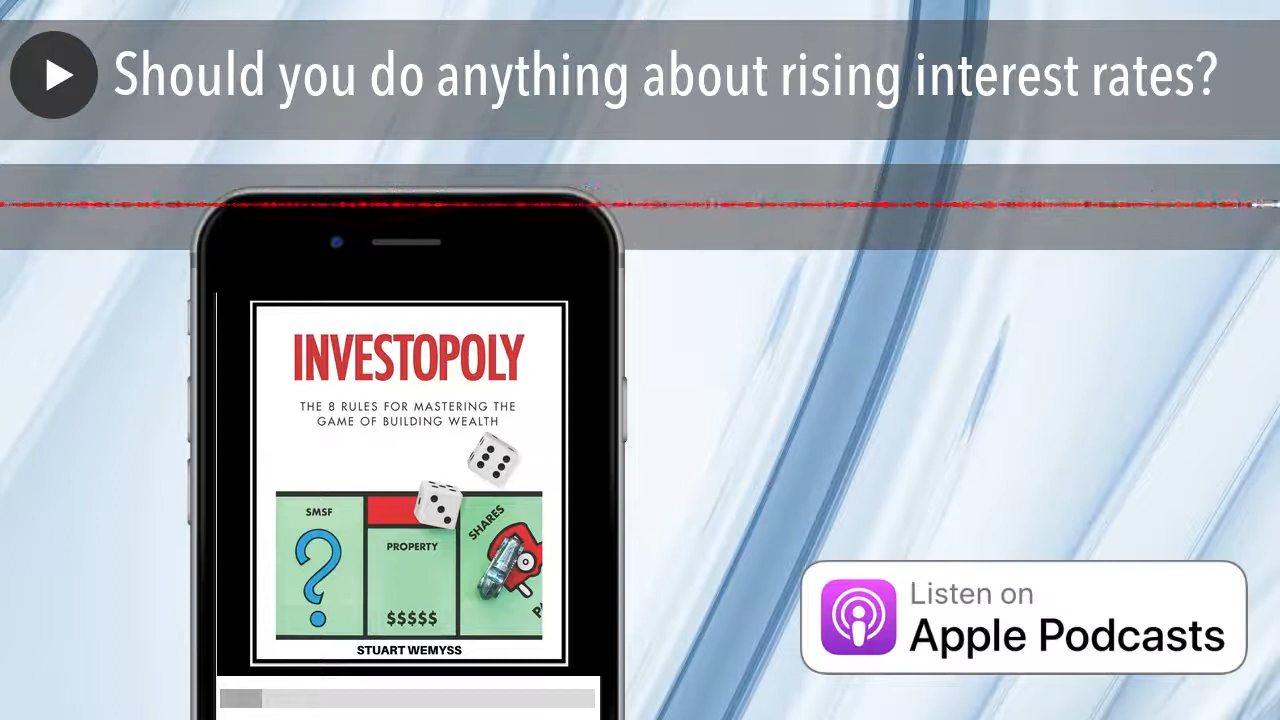 Should you do anything about rising interest rates?
INVESTOPOLY
THE 8 RULES FOR MASTERING THE
GAME OF BUILDING WEALTH
SMSF
PROPERTY
SHARES
$$$$$
STUART WEMYSS
Listen on
Apple Podcasts